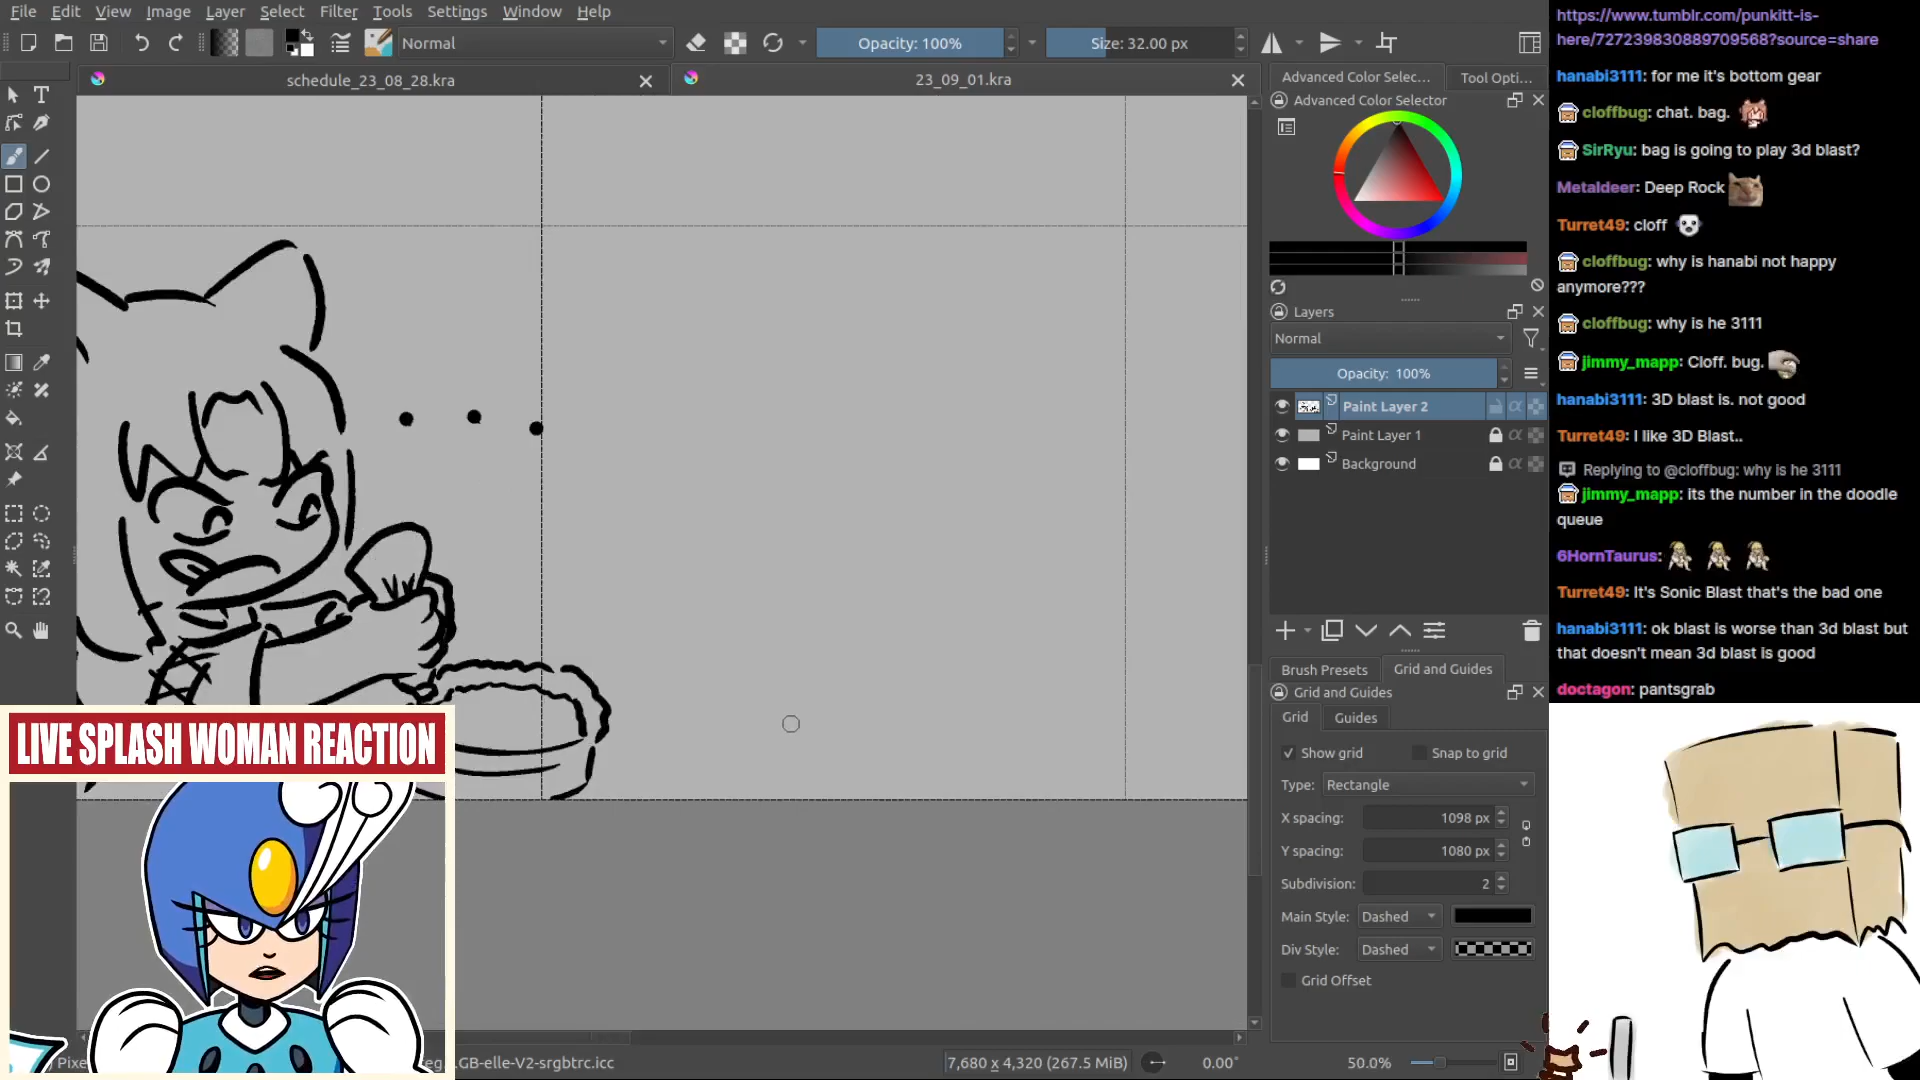 File Edit View Image Layer Select Filter Tools Settings Window Help
Normal
Opacity: 100%
Size: 32.00 px
schedule_23_08_28.kra
23_09_01.kra
Advanced Color Selec...
Tool Opti...
Advanced Color Selector
Layers
Normal
Opacity: 100%
Paint Layer 2
Paint Layer 1
Background
Brush Presets
Grid and Guides
Grid and Guides
Grid
Guides
Show grid
Snap to grid
Type: Rectangle
X spacing: 1098 px
Y spacing: 1080 px
Subdivision: 2
Main Style: Dashed
Div Style: Dashed
Grid Offset
LIVE SPLASH WOMAN REACTION
GB-elle-V2-srgbtrc.icc
7,680 x 4,320 (267.5 MiB)
0.00°
50.0%
https://www.tumblr.com/punkitt-is-
here/727239830889709568?source=share
hanabi3111: for me it's bottom gear
cloffbug: chat. bag.
SirRyu: bag is going to play 3d blast?
Metaldeer: Deep Rock
Turret49: cloff
cloffbug: why is hanabi not happy
anymore???
cloffbug: why is he 3111
jimmy_mapp: Cloff. bug.
hanabi3111: 3D blast is. not good
Turret49: I like 3D Blast..
Replying to @cloffbug: why is he 3111
jimmy_mapp: its the number in the doodle
queue
6HornTaurus:
Turret49: It's Sonic Blast that's the bad one
hanabi3111: ok blast is worse than 3d blast but
that doesn't mean 3d blast is good
doctagon: pantsgrab